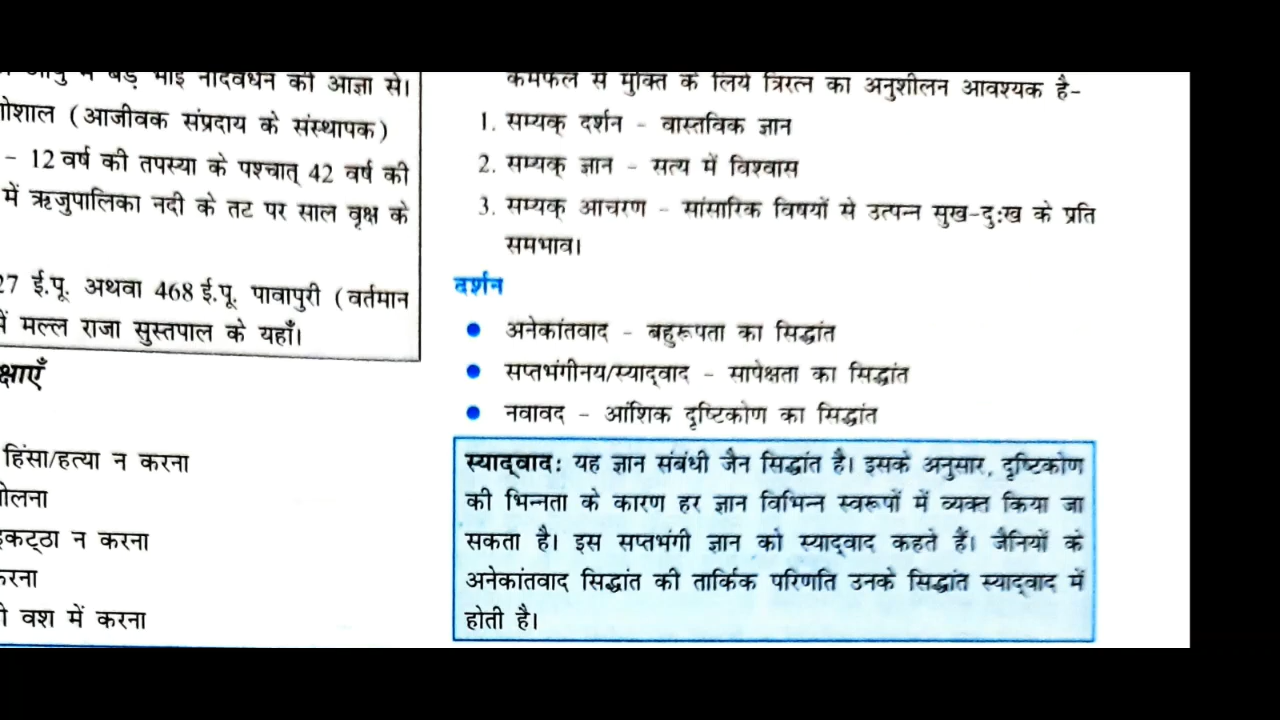 बड़े भाई नंदिवर्धन की आज्ञा से।
गोशाल (आजीवक संप्रदाय के संस्थापक)
- 12 वर्ष की तपस्या के पश्चात् 42 वर्ष की
में ऋजुपालिका नदी के तट पर साल वृक्ष के
27 ई.पू. अथवा 468 ई.पू. पावापुरी (वर्तमान
में मल्ल राजा सुस्तपाल के यहाँ।
क्षाएँ
हिंसा/हत्या न करना
बोलना
इकट्ठा न करना
करना
वश में करना
कर्मफल से मुक्ति के लिये त्रिरत्न का अनुशीलन आवश्यक है-
1. सम्यक् दर्शन - वास्तविक ज्ञान
2. सम्यक् ज्ञान - सत्य में विश्वास
3. सम्यक् आचरण - सांसारिक विषयों से उत्पन्न सुख-दुःख के प्रति
समभाव।
दर्शन
● अनेकांतवाद - बहुरूपता का सिद्धांत
● सप्तभंगीनय/स्याद्वाद - सापेक्षता का सिद्धांत
● नवावद - आंशिक दृष्टिकोण का सिद्धांत
स्याद्वाद: यह ज्ञान संबंधी जैन सिद्धांत है। इसके अनुसार, दृष्टिकोण
की भिन्नता के कारण हर ज्ञान विभिन्न स्वरूपों में व्यक्त किया जा
सकता है। इस सप्तभंगी ज्ञान को स्याद्वाद कहते हैं। जैनियों के
अनेकांतवाद सिद्धांत की तार्किक परिणति उनके सिद्धांत स्याद्वाद में
होती है।